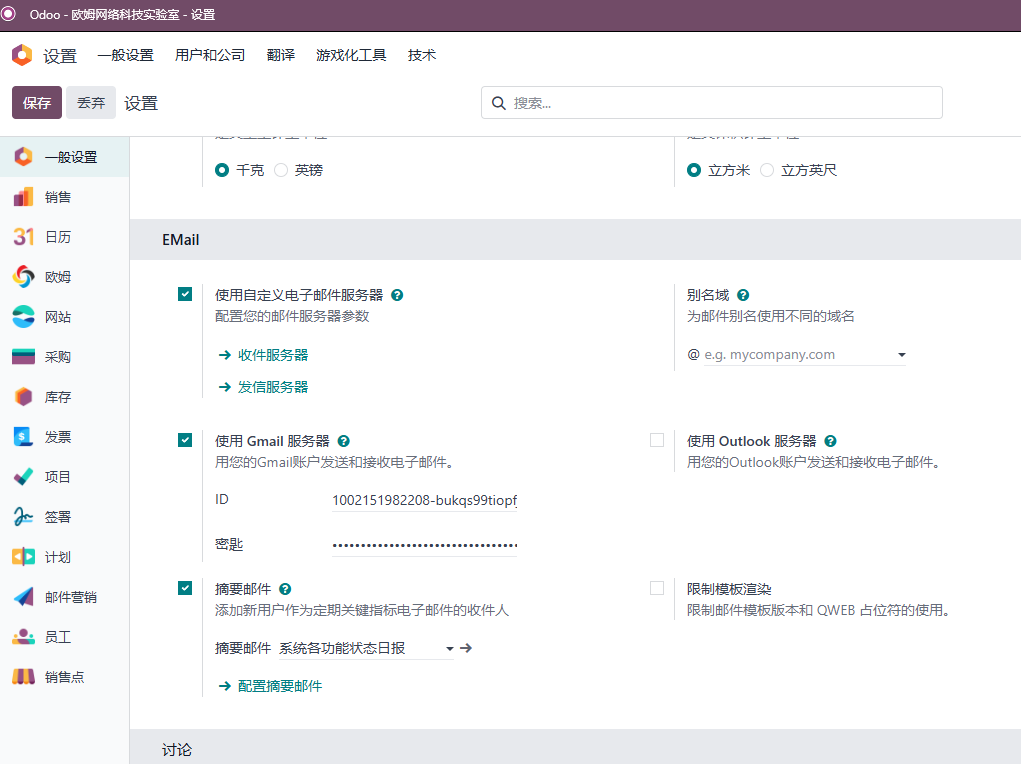 Odoo - 欧姆网络科技实验室 - 设置
设置 一般设置 用户和公司 翻译 游戏化工具 技术
保存 丢弃 设置 搜索...
一般设置
销售
日历
欧姆
网站
采购
库存
发票
项目
签署
计划
邮件营销
员工
销售点
千克 英镑
立方米 立方英尺
EMail
使用自定义电子邮件服务器 ?
配置您的邮件服务器参数
收件服务器
发信服务器
别名域 ?
为邮件别名使用不同的域名
@ e.g. mycompany.com
使用 Gmail 服务器 ?
用您的Gmail账户发送和接收电子邮件。
ID 1002151982208-bukqs99tiopf
密匙 ••••••••••••••••••••••••••••••••
使用 Outlook 服务器 ?
用您的Outlook账户发送和接收电子邮件。
摘要邮件 ?
添加新用户作为定期关键指标电子邮件的收件人
摘要邮件 系统各功能状态日报
配置摘要邮件
限制模板渲染
限制邮件模板版本和 QWEB 占位符的使用。
讨论